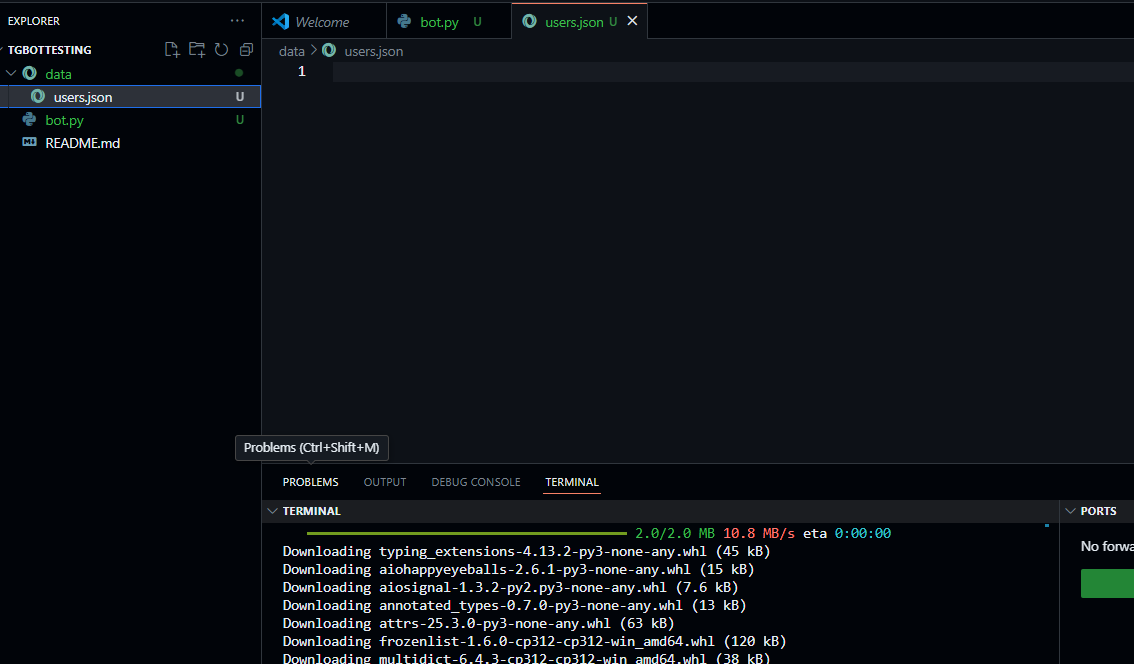 EXPLORER
TGBOTTESTING
data
users.json U
bot.py U
README.md
Welcome
bot.py U
users.json U
data > users.json
1
Problems (Ctrl+Shift+M)
PROBLEMS OUTPUT DEBUG CONSOLE TERMINAL
TERMINAL
2.0/2.0 MB 10.8 MB/s eta 0:00:00
Downloading typing_extensions-4.13.2-py3-none-any.whl (45 kB)
Downloading aiohappyeyeballs-2.6.1-py3-none-any.whl (15 kB)
Downloading aiosignal-1.3.2-py2.py3-none-any.whl (7.6 kB)
Downloading annotated_types-0.7.0-py3-none-any.whl (13 kB)
Downloading attrs-25.3.0-py3-none-any.whl (63 kB)
Downloading frozenlist-1.6.0-cp312-cp312-win_amd64.whl (120 kB)
Downloading multidict-6.4.3-cp312-cp312-win_amd64.whl (38 kB)
PORTS
No forwa